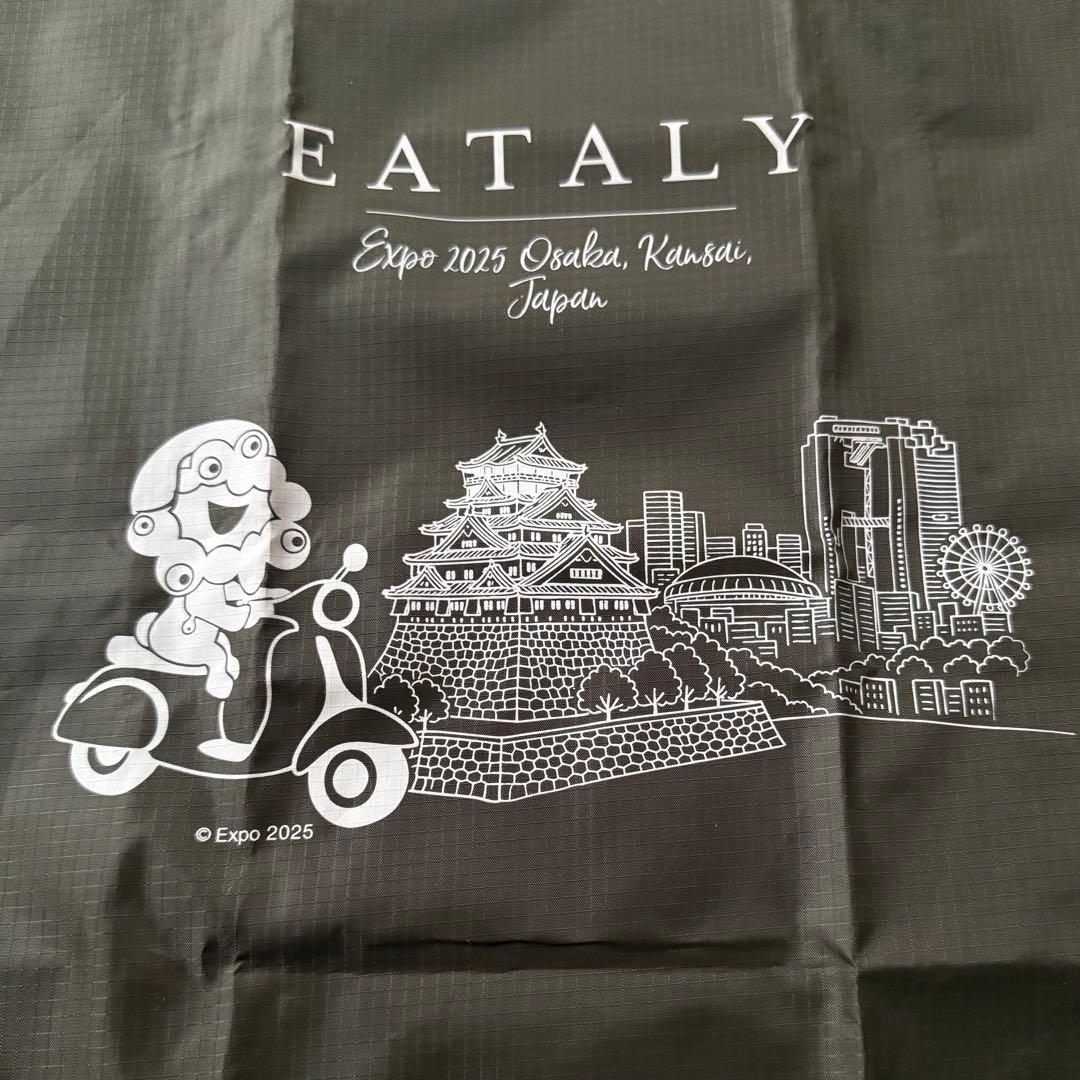 EATALY
Expo 2025 Osaka, Kansai,
Japan
© Expo 2025